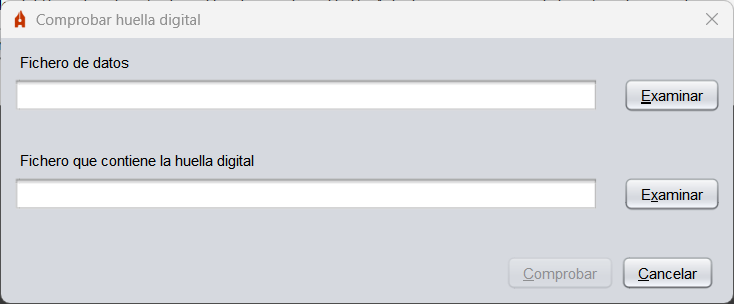 Comprobar huella digital
Fichero de datos
Examinar
Fichero que contiene la huella digital
Examinar
Comprobar Cancelar